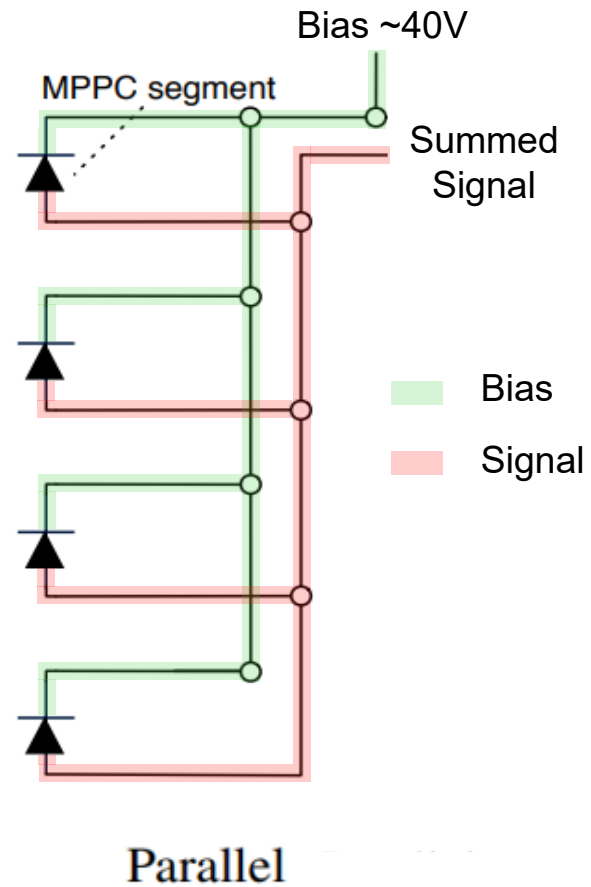 Bias ~40V
MPPC segment
Summed
Signal
Bias
Signal
Parallel